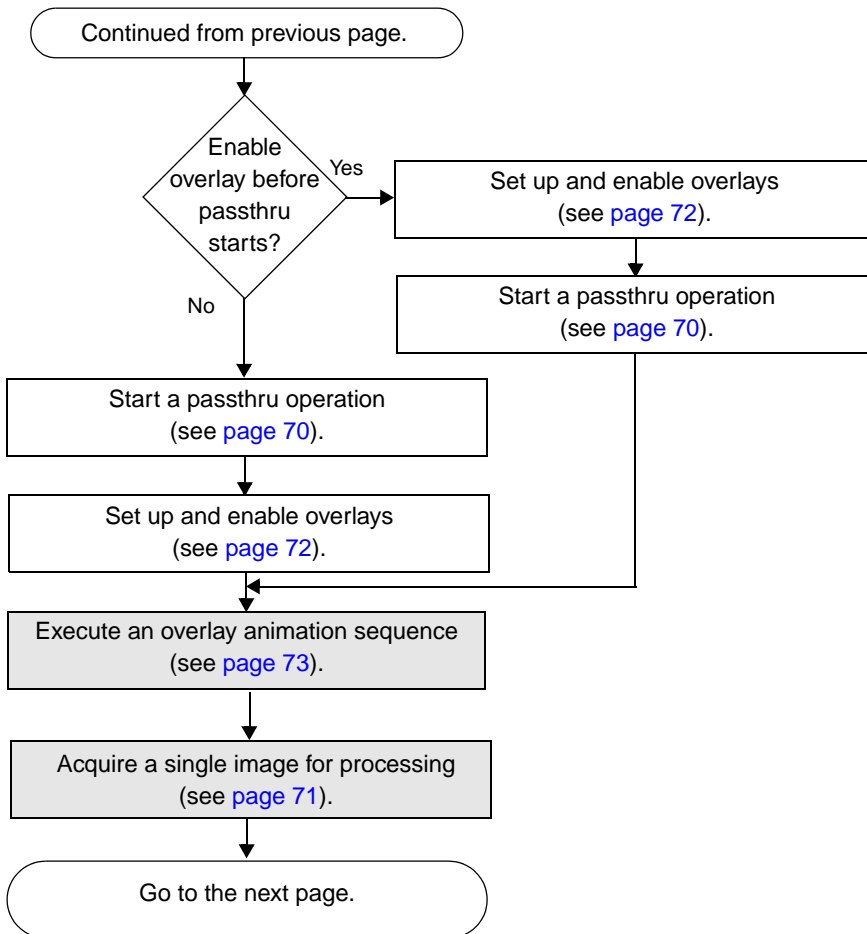 Continued from previous page.
Enable
overlay before
passthru
starts?
Yes
Set up and enable overlays
(see page 72).
Start a passthru operation
(see page 70).
No
Start a passthru operation
(see page 70).
Set up and enable overlays
(see page 72).
Execute an overlay animation sequence
(see page 73).
Acquire a single image for processing
(see page 71).
Go to the next page.